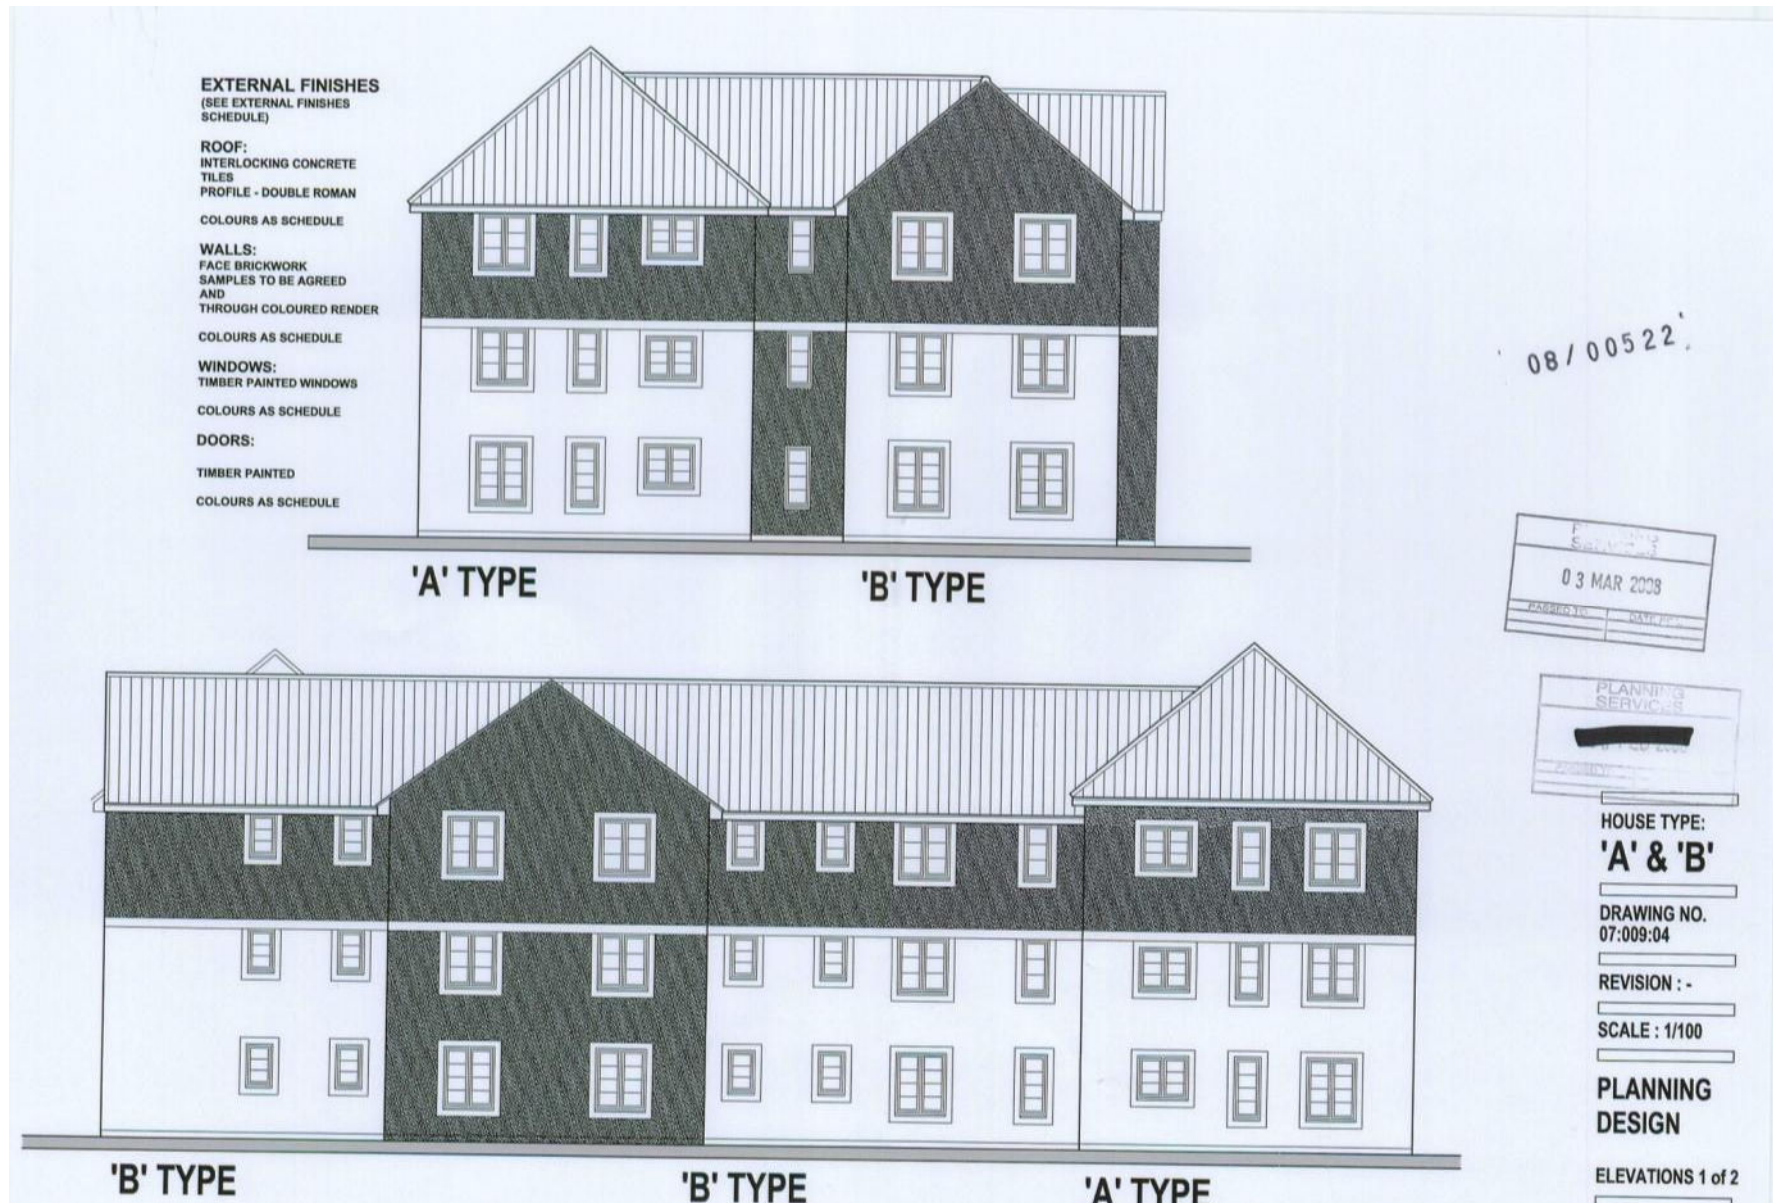 EXTERNAL FINISHES
(SEE EXTERNAL FINISHES
SCHEDULE)
ROOF:
INTERLOCKING CONCRETE
TILES
PROFILE - DOUBLE ROMAN
COLOURS AS SCHEDULE
WALLS:
FACE BRICKWORK
SAMPLES TO BE AGREED
AND
THROUGH COLOURED RENDER
COLOURS AS SCHEDULE
WINDOWS:
TIMBER PAINTED WINDOWS
COLOURS AS SCHEDULE
DOORS:
TIMBER PAINTED
COLOURS AS SCHEDULE
'A' TYPE
'B' TYPE
08/00522
03 MAR 2008
PASSED TO
PLANNING
SERVICES
'B' TYPE
'B' TYPE
'A' TYPE
HOUSE TYPE:
'A' & 'B'
DRAWING NO.
07:009:04
REVISION : -
SCALE : 1/100
PLANNING
DESIGN
ELEVATIONS 1 of 2